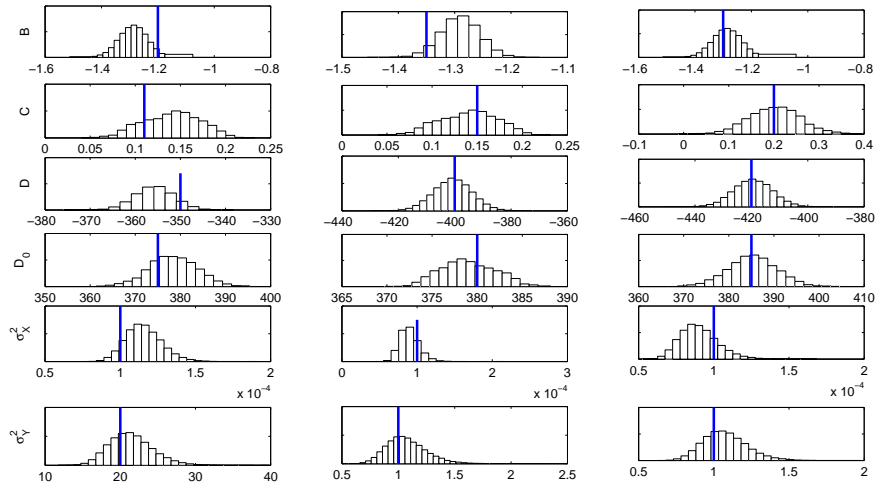 B
−1.6 −1.4 −1.2 −1 −0.8
−1.5 −1.4 −1.3 −1.2 −1.1
−1.6 −1.4 −1.2 −1 −0.8
C
0 0.05 0.1 0.15 0.2 0.25
0 0.05 0.1 0.15 0.2 0.25
−0.1 0 0.1 0.2 0.3 0.4
D
−380 −370 −360 −350 −340 −330
−440 −420 −400 −380 −360
−460 −440 −420 −400 −380
D₀
350 360 370 380 390 400
365 370 375 380 385 390
360 370 380 390 400 410
σ²_X
0.5 1 1.5 2
x 10⁻⁴
0 1 2 3
x 10⁻⁴
0.5 1 1.5 2
x 10⁻⁴
σ²_Y
10 20 30 40
0.5 1 1.5 2 2.5
0.5 1 1.5 2